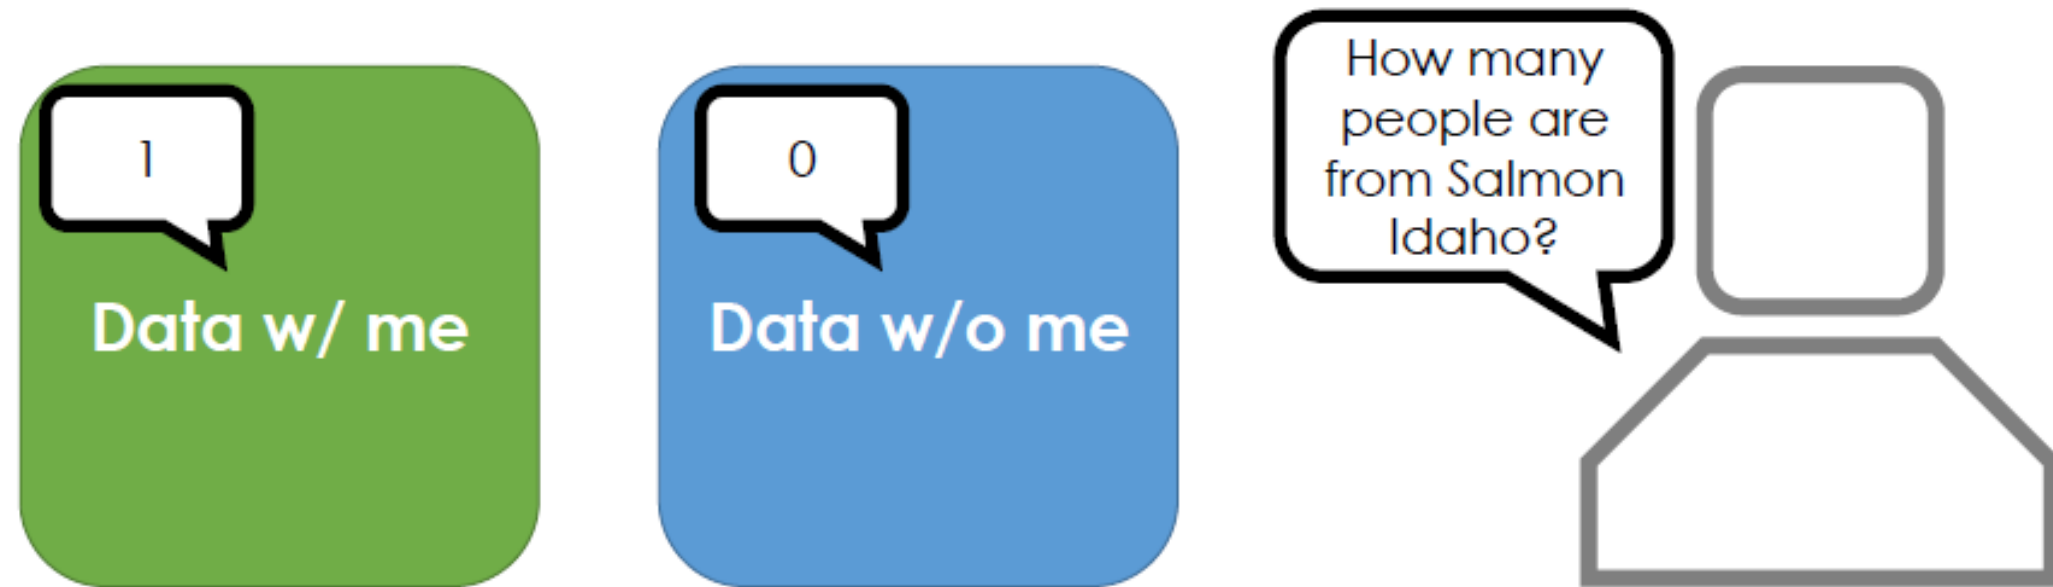 1
Data w/ me
0
Data w/o me
How many
people are
from Salmon
Idaho?